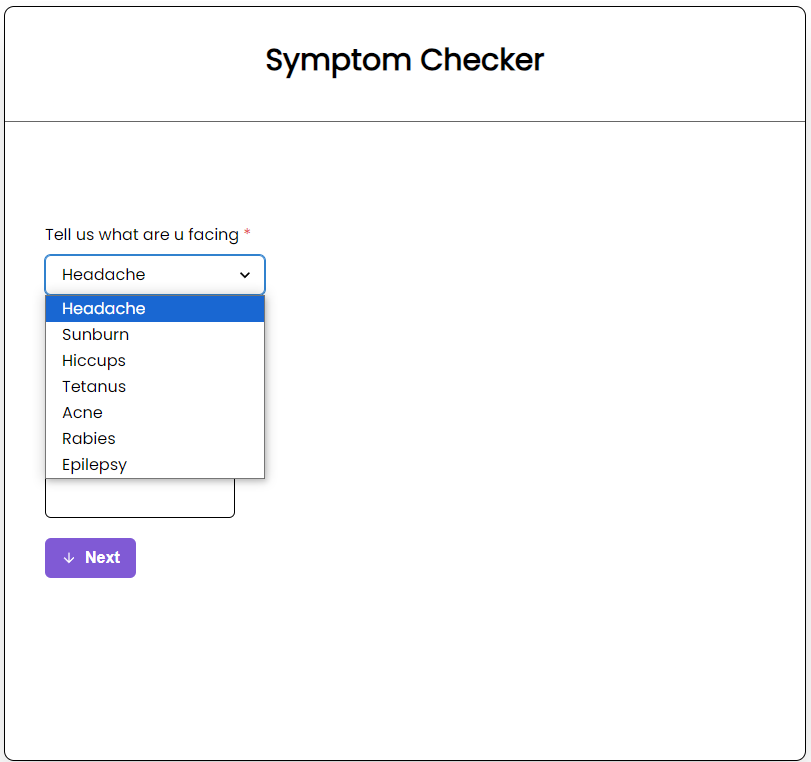 Symptom Checker
Tell us what are u facing *
Headache
Headache
Sunburn
Hiccups
Tetanus
Acne
Rabies
Epilepsy
Next